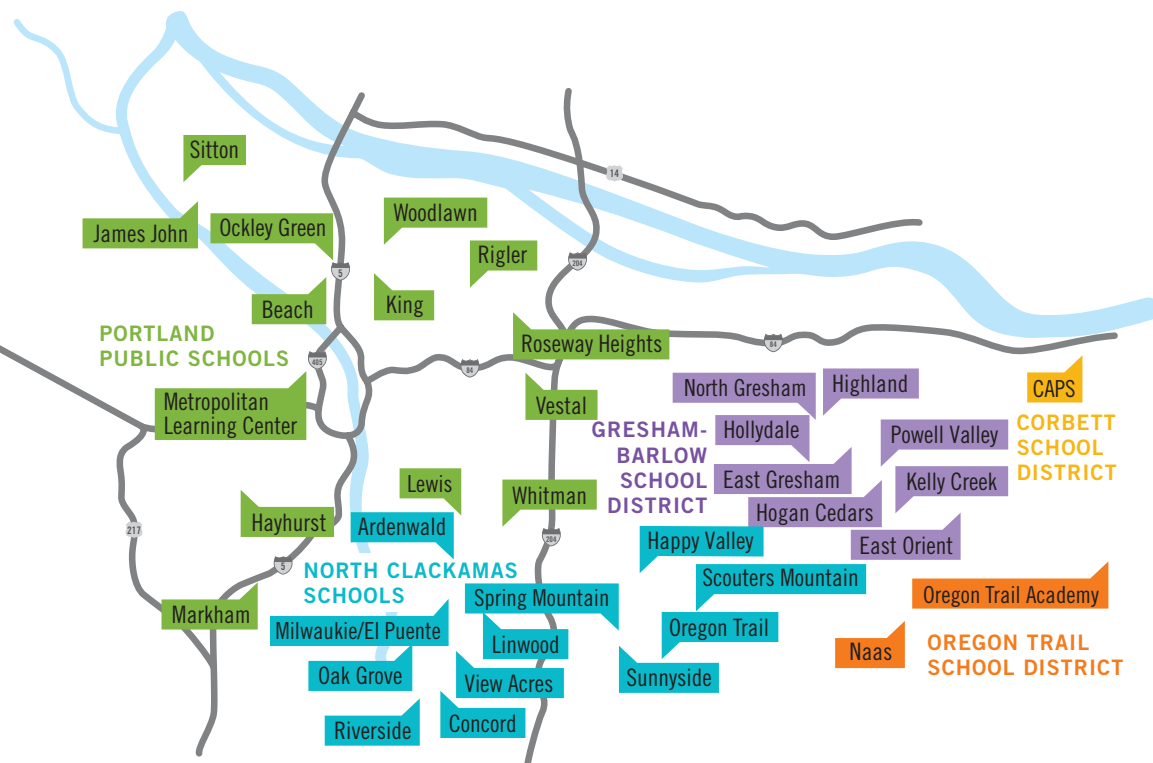 Sitton
14
Woodlawn
James John
Ockley Green
Rigler
204
5
Beach
King
PORTLAND
PUBLIC SCHOOLS
Roseway Heights
84
405
84
North Gresham
Highland
CAPS
Metropolitan
Learning Center
Vestal
GRESHAM-
BARLOW
SCHOOL
DISTRICT
Hollydale
Powell Valley
CORBETT
SCHOOL
DISTRICT
East Gresham
Kelly Creek
Lewis
Whitman
Hogan Cedars
Hayhurst
Ardenwald
217
204
Happy Valley
East Orient
5
NORTH CLACKAMAS
SCHOOLS
Scouters Mountain
Oregon Trail Academy
Spring Mountain
Markham
Milwaukie/El Puente
Linwood
Oregon Trail
Naas
OREGON TRAIL
SCHOOL DISTRICT
Oak Grove
View Acres
Sunnyside
Riverside
Concord